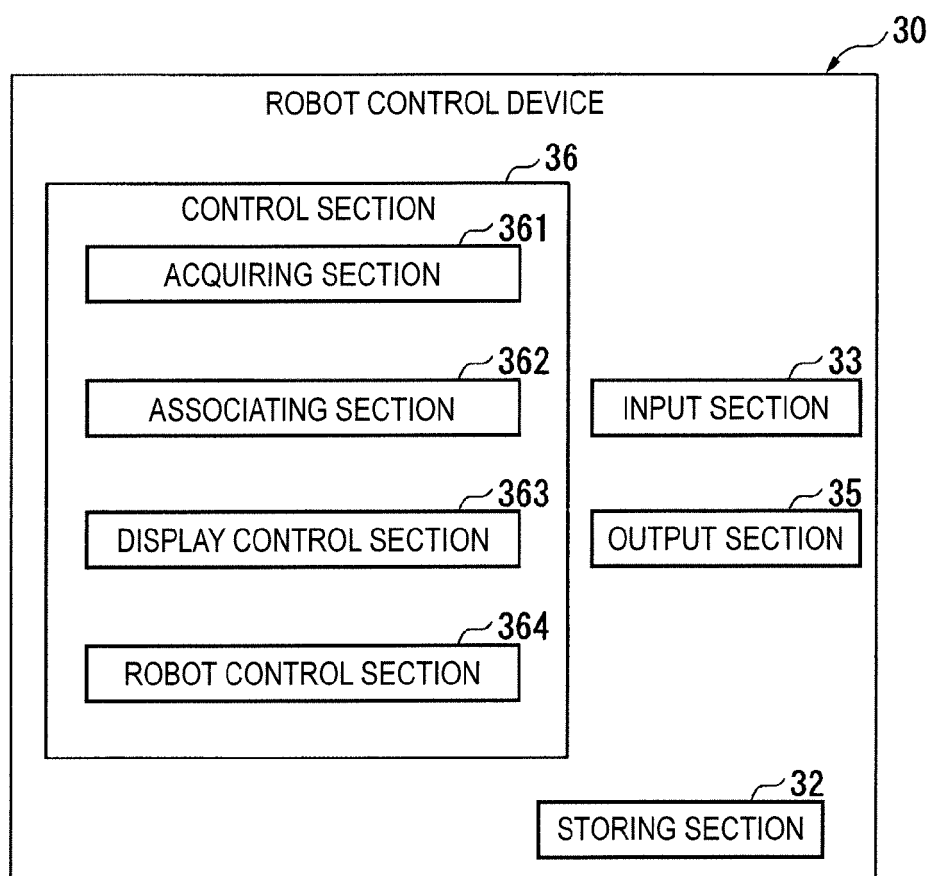 30
ROBOT CONTROL DEVICE
36
CONTROL SECTION
361
ACQUIRING SECTION
362
ASSOCIATING SECTION
33
INPUT SECTION
363
DISPLAY CONTROL SECTION
35
OUTPUT SECTION
364
ROBOT CONTROL SECTION
32
STORING SECTION